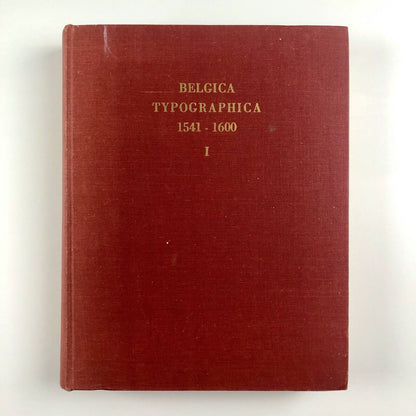 BELGICA
TYPOGRAPHICA
1541 - 1600
I